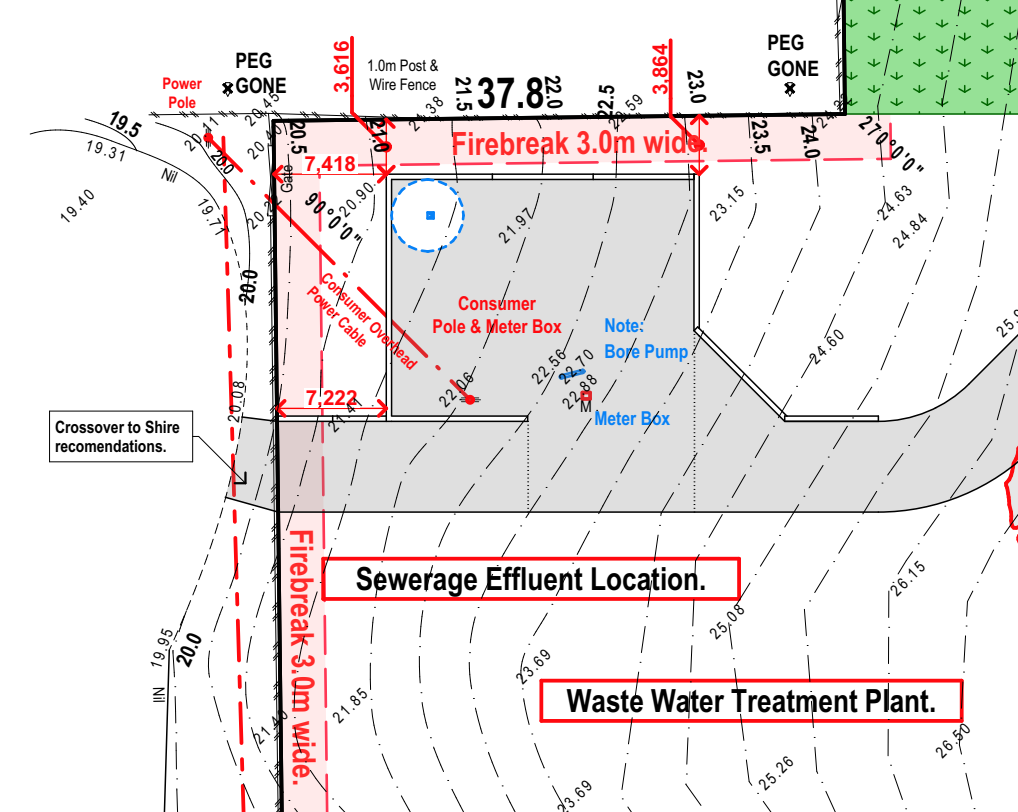 PEG
GONE
PEG
GONE
Power
Pole
1.0m Post &
Wire Fence
37.8
3,616
3,864
20.45
21.5
22.0
22.5
22.59
23.0
23.5
24.0
270°0'0"
20.11
20.0
20.40
20.5
21.0
Firebreak 3.0m wide.
7,418
Gate
90°0'0"
20.90
19.5
19.31
Nil
19.40
19.71
20.0
21.97
23.15
24.63
24.84
Consumer Overhead
Power Cable
Consumer
Pole & Meter Box
Note:
Bore Pump
22.56
22.70
22.88
22.06
M
Meter Box
24.60
7,222
20.08
Crossover to Shire
recomendations.
Firebreak 3.0m wide.
Sewerage Effluent Location.
26.15
25.08
19.95
20.0
Nil
23.69
21.85
21.40
Waste Water Treatment Plant.
26.50
25.26
23.69